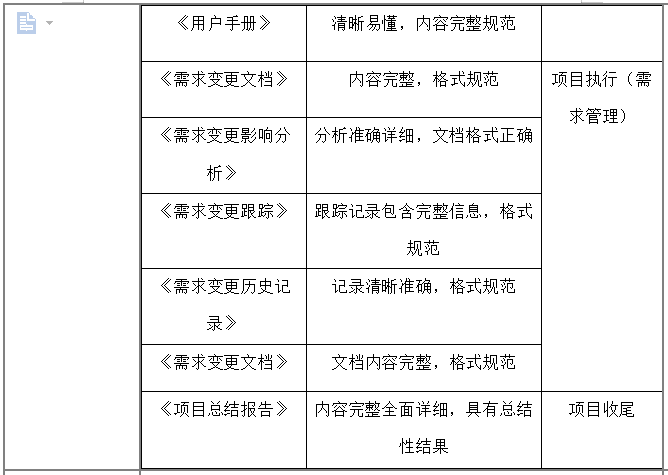 《用户手册》 清晰易懂，内容完整规范
《需求变更文档》 内容完整，格式规范 项目执行（需
求管理）
《需求变更影响分 分析准确详细，文档格式正确
析》
《需求变更跟踪》 跟踪记录包含完整信息，格式
规范
《需求变更历史记 记录清晰准确，格式规范
录》
《需求变更文档》 文档内容完整，格式规范
《项目总结报告》 内容完整全面详细，具有总结 项目收尾
性结果